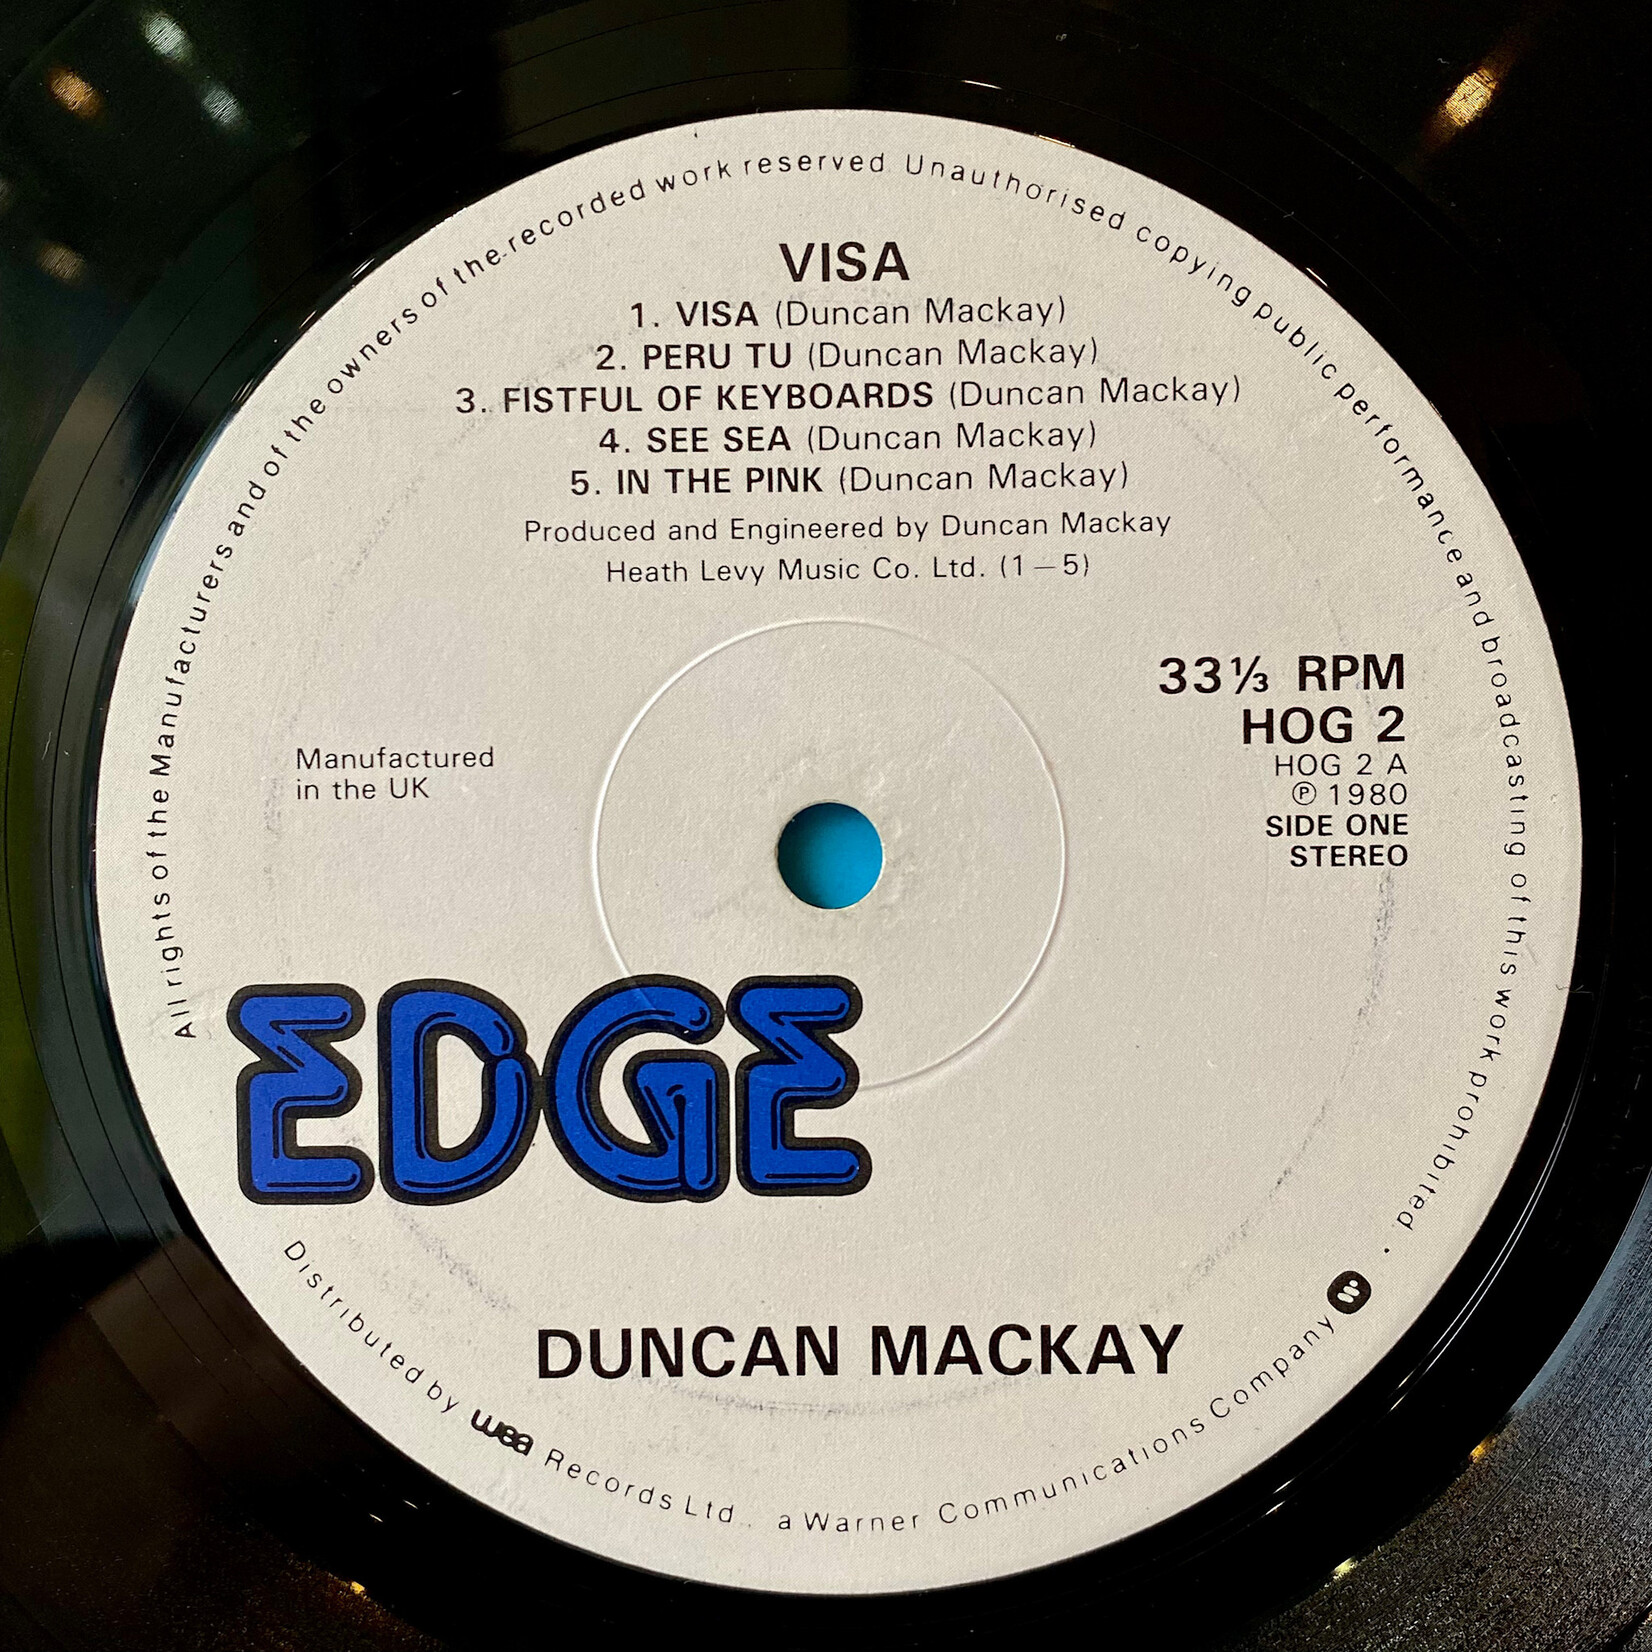 All rights of the Manufacturers and of the owners of the recorded work reserved. Unauthorised copying public performance and broadcasting of this work prohibited.
VISA
1. VISA (Duncan Mackay)
2. PERU TU (Duncan Mackay)
3. FISTFUL OF KEYBOARDS (Duncan Mackay)
4. SEE SEA (Duncan Mackay)
5. IN THE PINK (Duncan Mackay)
Produced and Engineered by Duncan Mackay
Heath Levy Music Co. Ltd. (1 – 5)
33⅓ RPM
HOG 2
HOG 2 A
℗ 1980
SIDE ONE
STEREO
Manufactured
in the UK
EDGE
DUNCAN MACKAY
Distributed by wea Records Ltd. a Warner Communications Company